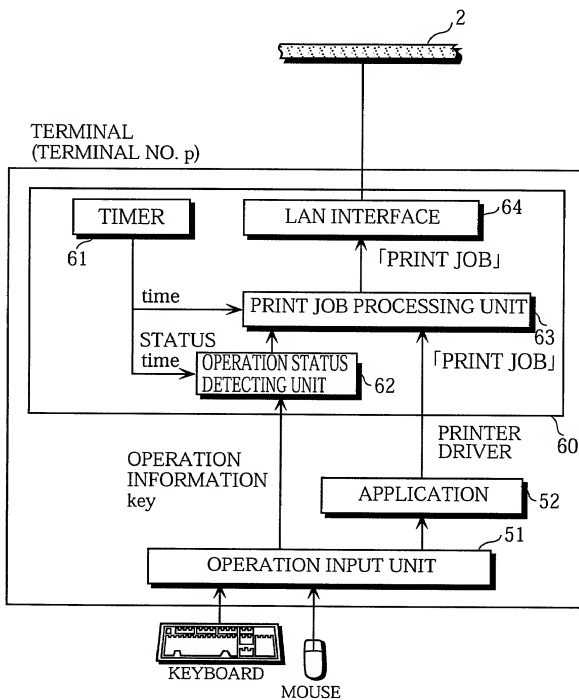 2
TERMINAL
(TERMINAL NO. p)
TIMER
61
LAN INTERFACE
64
「PRINT JOB」
time
PRINT JOB PROCESSING UNIT
63
STATUS
time
OPERATION STATUS
DETECTING UNIT
62
「PRINT JOB」
60
OPERATION
INFORMATION
key
PRINTER
DRIVER
APPLICATION
52
51
OPERATION INPUT UNIT
KEYBOARD
MOUSE